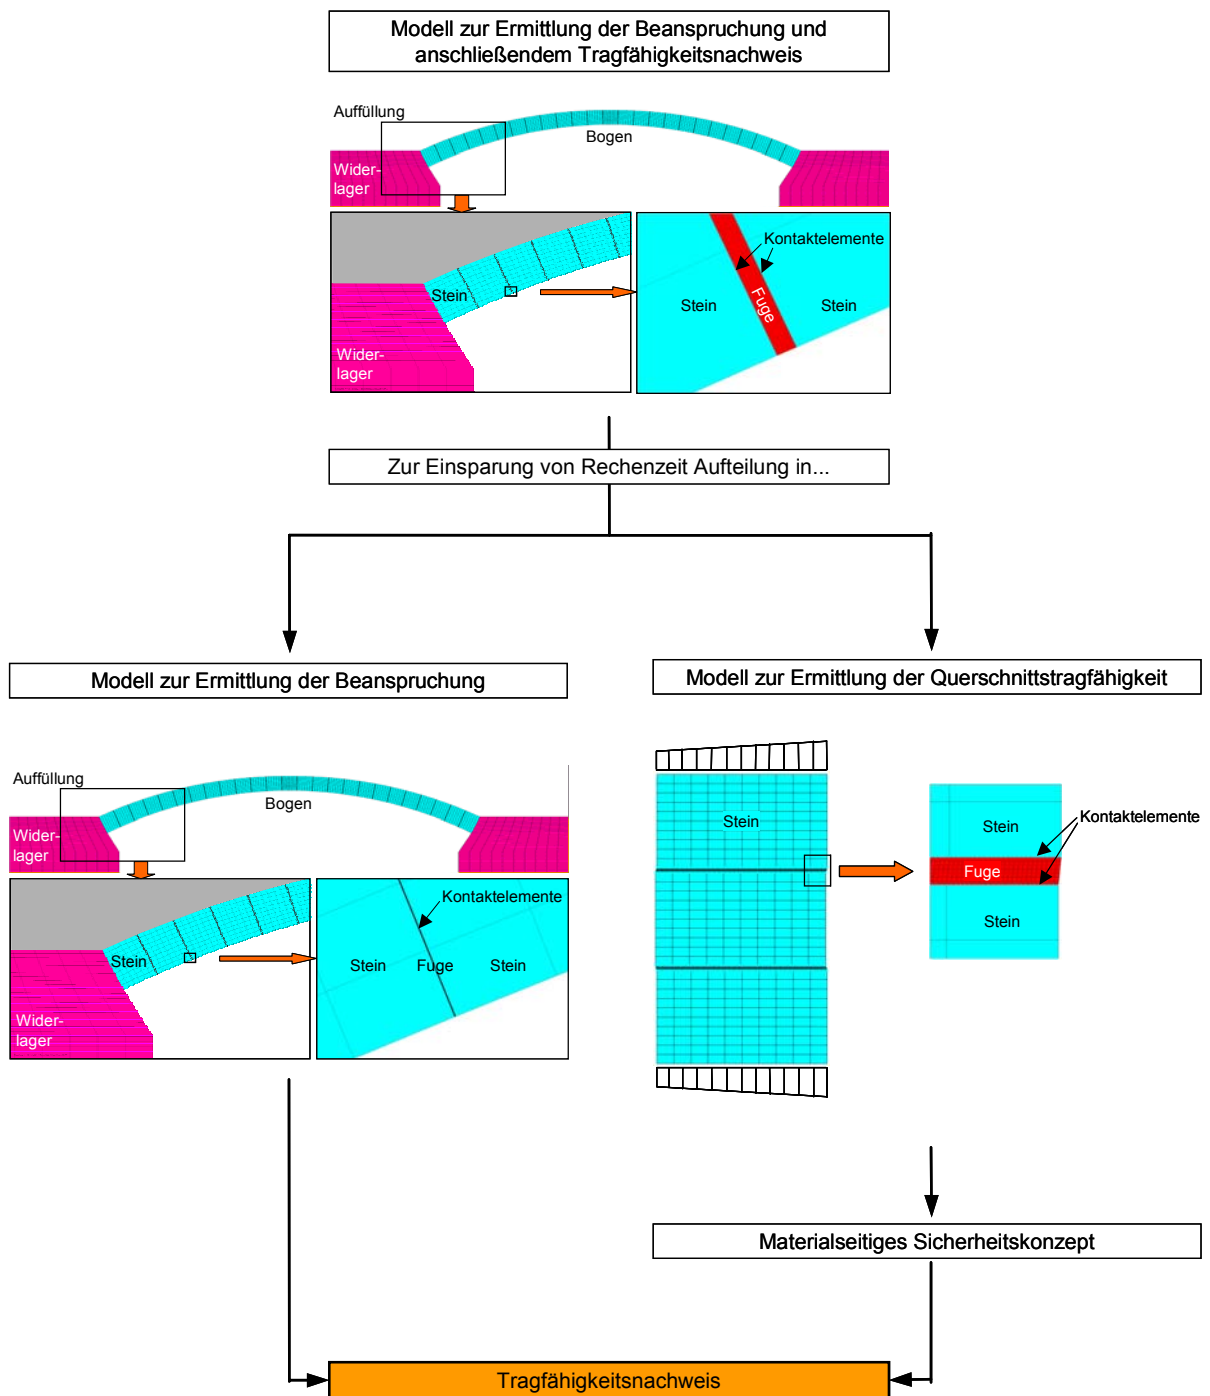 Modell zur Ermittlung der Beanspruchung und
anschließendem Tragfähigkeitsnachweis
Auffüllung
Bogen
Wider-
lager
Kontaktelemente
Stein
Stein
Fuge
Stein
Wider-
lager
Zur Einsparung von Rechenzeit Aufteilung in...
Modell zur Ermittlung der Beanspruchung
Auffüllung
Bogen
Wider-
lager
Kontaktelemente
Stein
Stein
Fuge
Stein
Wider-
lager
Modell zur Ermittlung der Querschnittstragfähigkeit
Stein
Stein
Kontaktelemente
Fuge
Stein
Materialseitiges Sicherheitskonzept
Tragfähigkeitsnachweis